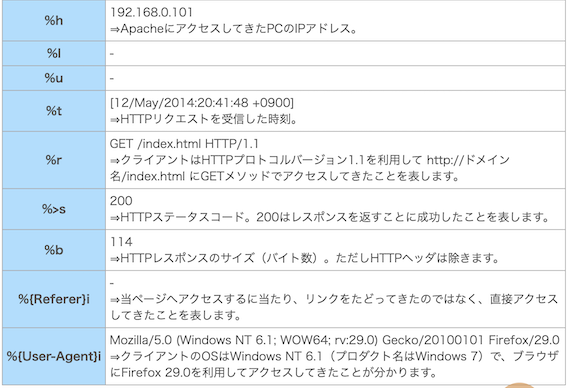 %h
192.168.0.101
⇒ApacheにアクセスしてきたPCのIPアドレス。
%l
-
%u
-
%t
[12/May/2014:20:41:48 +0900]
⇒HTTPリクエストを受信した時刻。
%r
GET /index.html HTTP/1.1
⇒クライアントはHTTPプロトコルバージョン1.1を利用して http://ドメイン
名/index.html にGETメソッドでアクセスしてきたことを表します。
%>s
200
⇒HTTPステータスコード。200はレスポンスを返すことに成功したことを表します。
%b
114
⇒HTTPレスポンスのサイズ（バイト数）。ただしHTTPヘッダは除きます。
%{Referer}i
-
⇒当ページへアクセスするに当たり、リンクをたどってきたのではなく、直接アクセス
してきたことを表します。
%{User-Agent}i
Mozilla/5.0 (Windows NT 6.1; WOW64; rv:29.0) Gecko/20100101 Firefox/29.0
⇒クライアントのOSはWindows NT 6.1（プロダクト名はWindows 7）で、ブラウザ
にFirefox 29.0を利用してアクセスしてきたことが分かります。